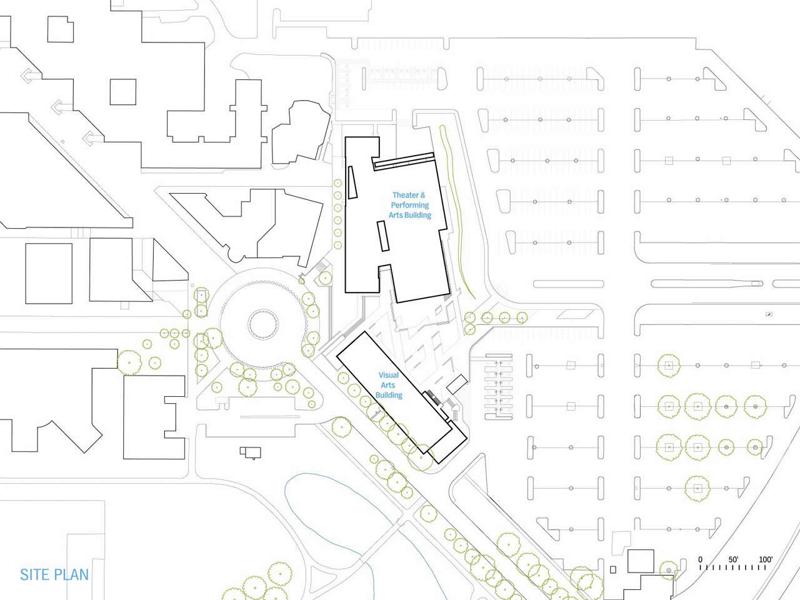 Theater &
Performing
Arts Building
Visual
Arts
Building
SITE PLAN
0 50' 100'